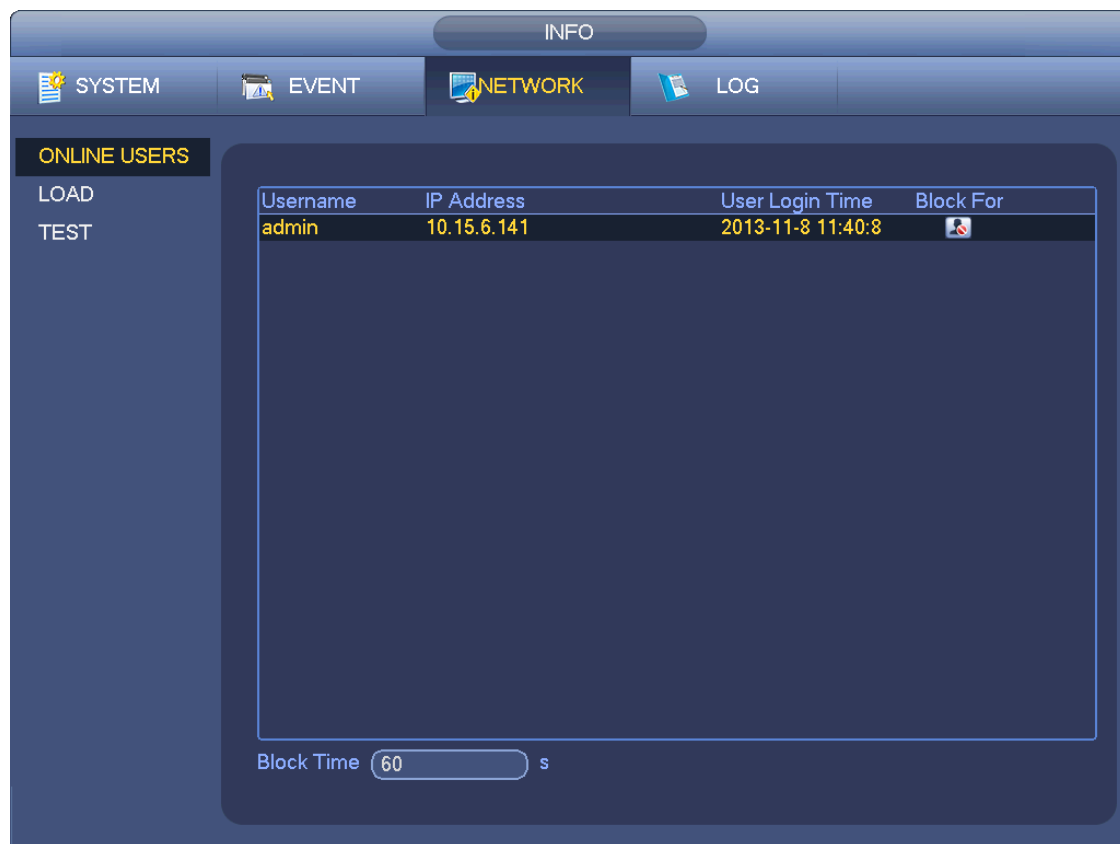 INFO
SYSTEM EVENT NETWORK LOG
ONLINE USERS
LOAD
TEST
Username IP Address User Login Time Block For
admin 10.15.6.141 2013-11-8 11:40:8
Block Time 60 s